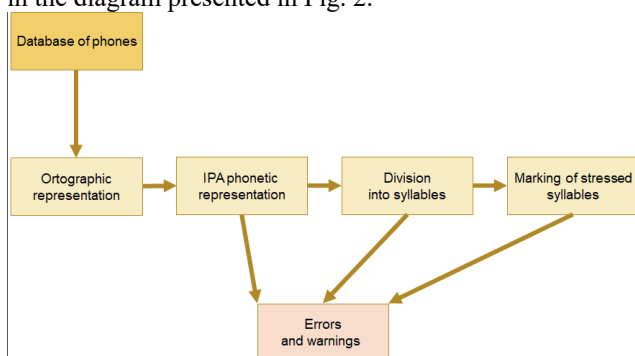 in the diagram presented in Fig. 2.
Database of phones
Ortographic
representation
IPA phonetic
representation
Division
into syllables
Marking of stressed
syllables
Errors
and warnings